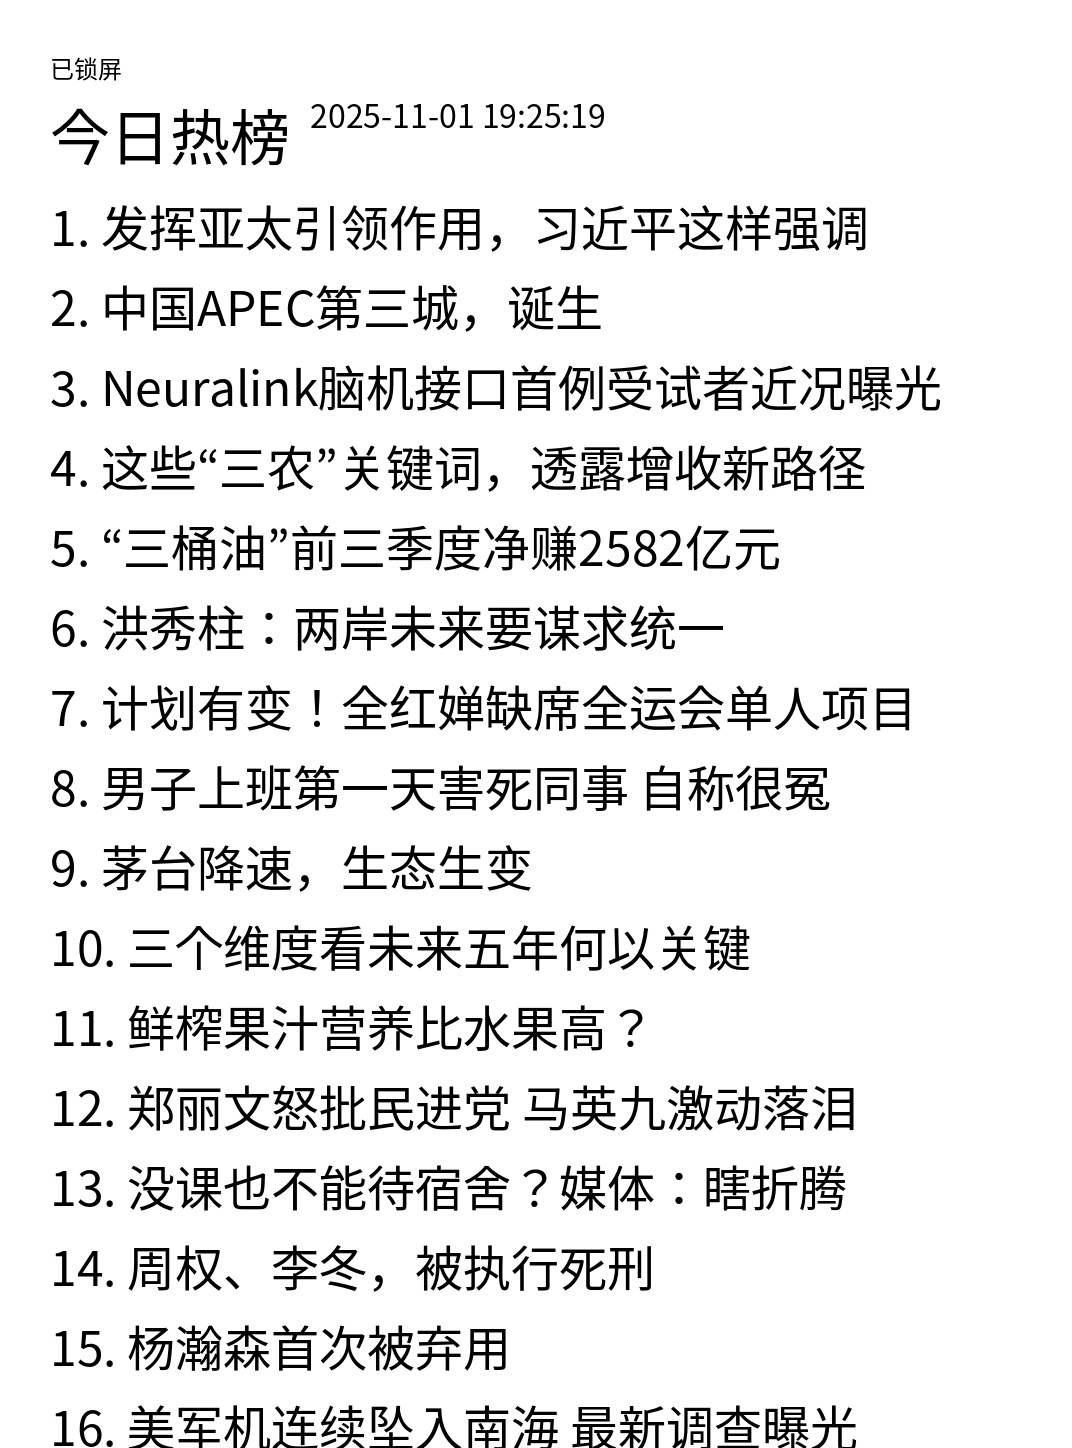 已锁屏
今日热榜 2025-11-01 19:25:19
1. 发挥亚太引领作用，习近平这样强调
2. 中国APEC第三城，诞生
3. Neuralink脑机接口首例受试者近况曝光
4. 这些“三农”关键词，透露增收新路径
5. “三桶油”前三季度净赚2582亿元
6. 洪秀柱：两岸未来要谋求统一
7. 计划有变！全红婵缺席全运会单人项目
8. 男子上班第一天害死同事 自称很冤
9. 茅台降速，生态生变
10. 三个维度看未来五年何以关键
11. 鲜榨果汁营养比水果高？
12. 郑丽文怒批民进党 马英九激动落泪
13. 没课也不能待宿舍？媒体：瞎折腾
14. 周权、李冬，被执行死刑
15. 杨瀚森首次被弃用
16. 美军机连续坠入南海 最新调查曝光